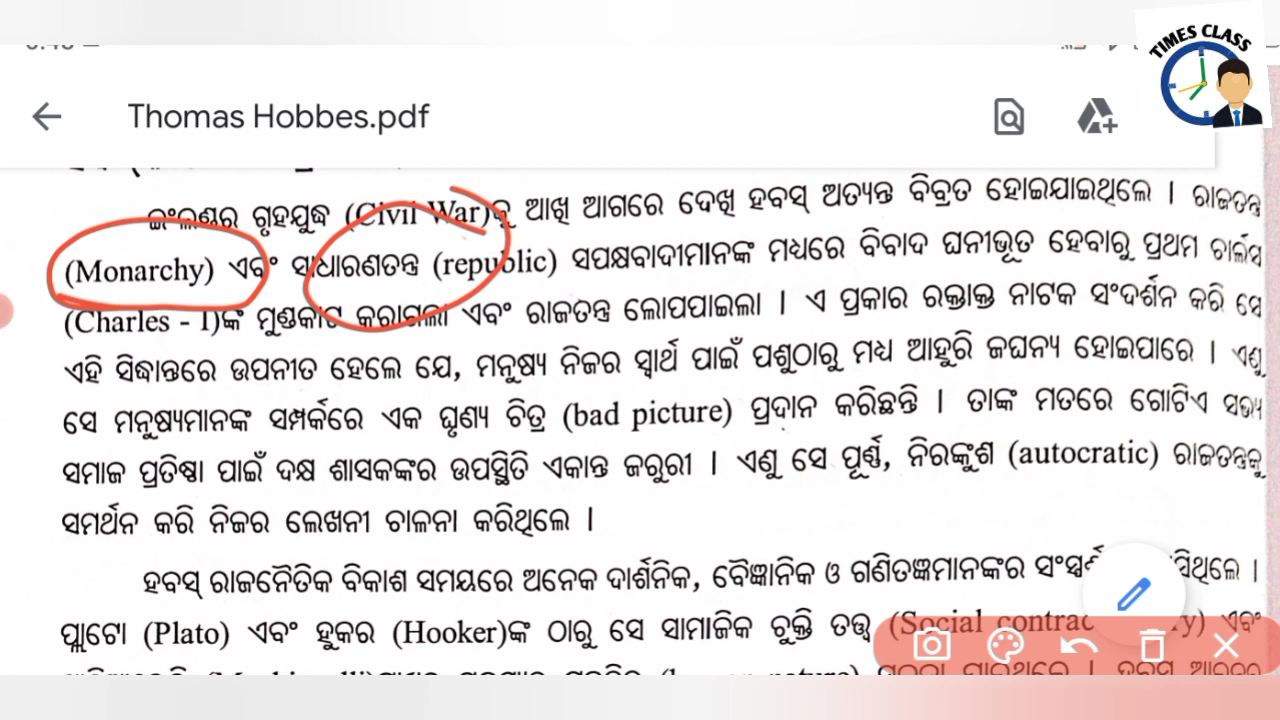 TIMES CLASS
Thomas Hobbes.pdf
ଇଂଲଣ୍ଡର ଗୃହଯୁଦ୍ଧ (Civil War)କୁ ଆଖି ଆଗରେ ଦେଖି ହବସ୍ ଅତ୍ୟନ୍ତ ବିବ୍ରତ ହୋଇଯାଇଥିଲେ । ରାଜତନ୍ତ୍ର
(Monarchy) ଏବଂ ସାଧାରଣତନ୍ତ୍ର (republic) ସପକ୍ଷବାଦୀମାନଙ୍କ ମଧ୍ୟରେ ବିବାଦ ଘନୀଭୂତ ହେବାରୁ ପ୍ରଥମ ଚାର୍ଲସ
(Charles - I)ଙ୍କ ମୁଣ୍ଡକାଟ କରାଗଲା ଏବଂ ରାଜତନ୍ତ୍ର ଲୋପପାଇଲା । ଏ ପ୍ରକାର ରକ୍ତାକ୍ତ ନାଟକ ସଂଦର୍ଶନ କରି ସେ
ଏହି ସିଦ୍ଧାନ୍ତରେ ଉପନୀତ ହେଲେ ଯେ, ମନୁଷ୍ୟ ନିଜର ସ୍ୱାର୍ଥ ପାଇଁ ପଶୁଠାରୁ ମଧ୍ୟ ଆହୁରି ଜଘନ୍ୟ ହୋଇପାରେ । ଏଣୁ
ସେ ମନୁଷ୍ୟମାନଙ୍କ ସମ୍ପର୍କରେ ଏକ ଘୃଣ୍ୟ ଚିତ୍ର (bad picture) ପ୍ରଦାନ କରିଛନ୍ତି । ତାଙ୍କ ମତରେ ଗୋଟିଏ ସଭ୍ୟ
ସମାଜ ପ୍ରତିଷ୍ଠା ପାଇଁ ଦକ୍ଷ ଶାସକଙ୍କର ଉପସ୍ଥିତି ଏକାନ୍ତ ଜରୁରୀ । ଏଣୁ ସେ ପୂର୍ଣ୍ଣ, ନିରଙ୍କୁଶ (autocratic) ରାଜତନ୍ତ୍ରକୁ
ସମର୍ଥନ କରି ନିଜର ଲେଖନୀ ଚାଳନା କରିଥିଲେ ।
ହବସ୍ ରାଜନୈତିକ ବିକାଶ ସମୟରେ ଅନେକ ଦାର୍ଶନିକ, ବୈଜ୍ଞାନିକ ଓ ଗଣିତଜ୍ଞମାନଙ୍କର
ପ୍ଲାଟୋ (Plato) ଏବଂ ହୁକର (Hooker)ଙ୍କ ଠାରୁ ସେ ସାମାଜିକ ଚୁକ୍ତି ତତ୍ତ୍ୱ (Social ଏବଂ